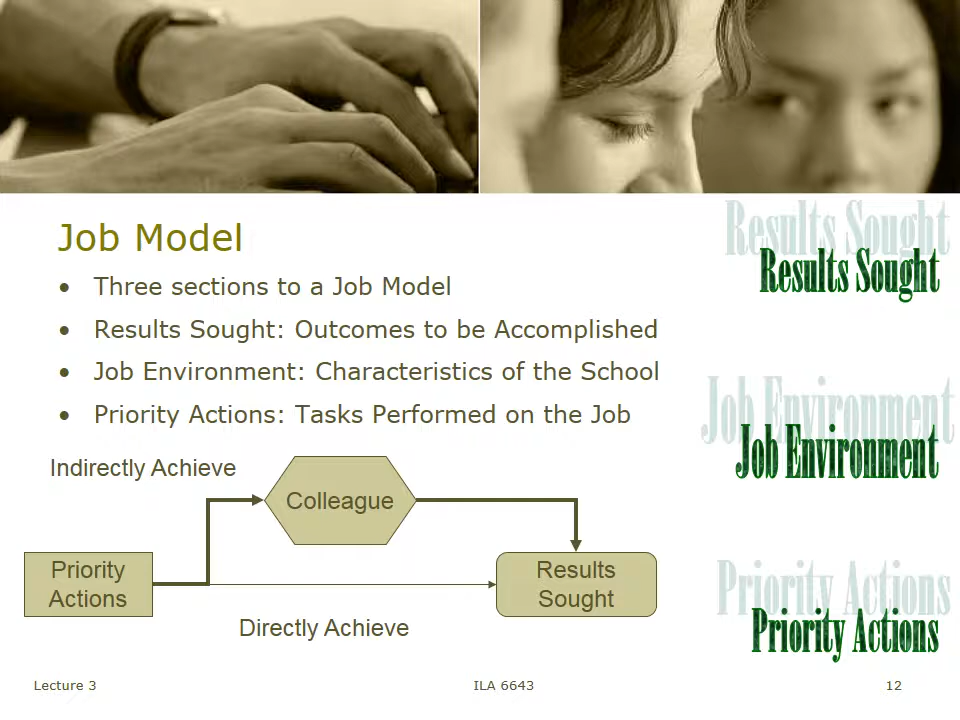 Job Model
Three sections to a Job Model
Results Sought: Outcomes to be Accomplished
Job Environment: Characteristics of the School
Priority Actions: Tasks Performed on the Job
Indirectly Achieve
Colleague
Priority
Actions
Results
Sought
Directly Achieve
Results Sought
Results Sought
Job Environment
Job Environment
Priority Actions
Priority Actions
Lecture 3
ILA 6643
12